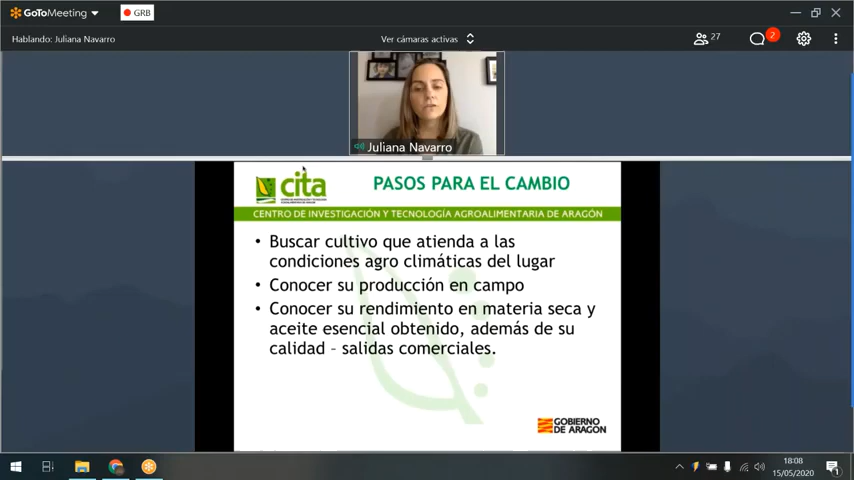 GoToMeeting
GRB
Hablando: Juliana Navarro
Ver cámaras activas
27
2
Juliana Navarro
cita
PASOS PARA EL CAMBIO
CENTRO DE INVESTIGACIÓN Y TECNOLOGÍA AGROALIMENTARIA DE ARAGÓN
• Buscar cultivo que atienda a las
condiciones agro climáticas del lugar
• Conocer su producción en campo
• Conocer su rendimiento en materia seca y
aceite esencial obtenido, además de su
calidad – salidas comerciales.
GOBIERNO
DE ARAGON
18:08
15/05/2020
1